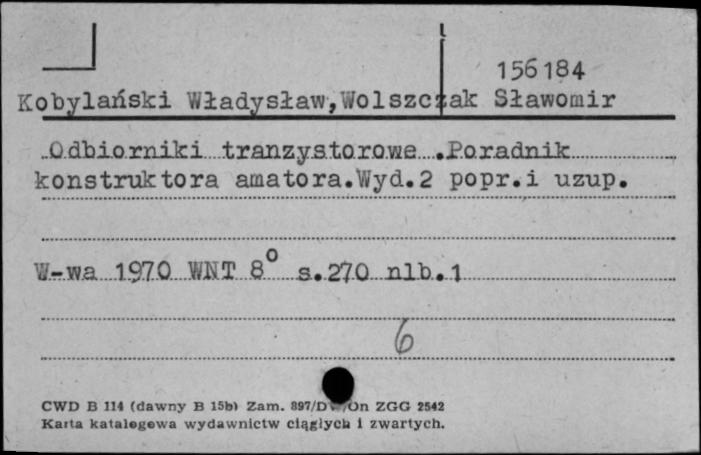 156184
Kobylański Władysław,Wolszczak Sławomir
Odbiorniki tranzystorowe .Poradnik
konstruktora amatora.Wyd.2 popr.i uzup.
W-wa 1970 WNT 8° s.270 nlb.1
6
CWD B 114 (dawny B 15b) Zam. 897/D /On ZGG 2542
Karta katalogowa wydawnictw ciągłych i zwartych.